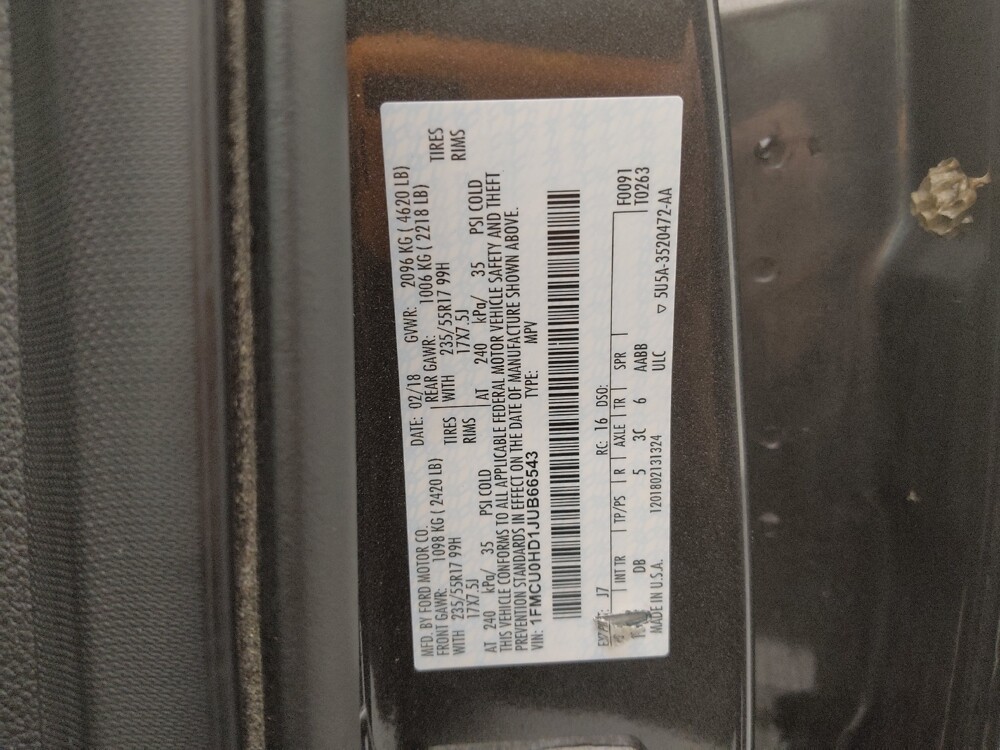 MFD. BY FORD MOTOR CO.
DATE: 02/18 GVWR: 2096 KG ( 4620 LB)
FRONT GAWR: 1098 KG ( 2420 LB) REAR GAWR: 1006 KG ( 2218 LB)
WITH 235/55R17 99H TIRES WITH 235/55R17 99H TIRES
17X7.5J RIMS 17X7.5J RIMS
AT 240 kPa/ 35 PSI COLD AT 240 kPa/ 35 PSI COLD
THIS VEHICLE CONFORMS TO ALL APPLICABLE FEDERAL MOTOR VEHICLE SAFETY AND THEFT
PREVENTION STANDARDS IN EFFECT ON THE DATE OF MANUFACTURE SHOWN ABOVE.
VIN: 1FMCU0HD1JUB66543 TYPE: MPV
17 RC: 16 DSO: F0091
INT TR TP/PS R AXLE TR SPR T0263
DB 5 3C 6 AABB
MADE IN U.S.A. 1201802131324 ULC ▽ 5U5A-3520472-AA